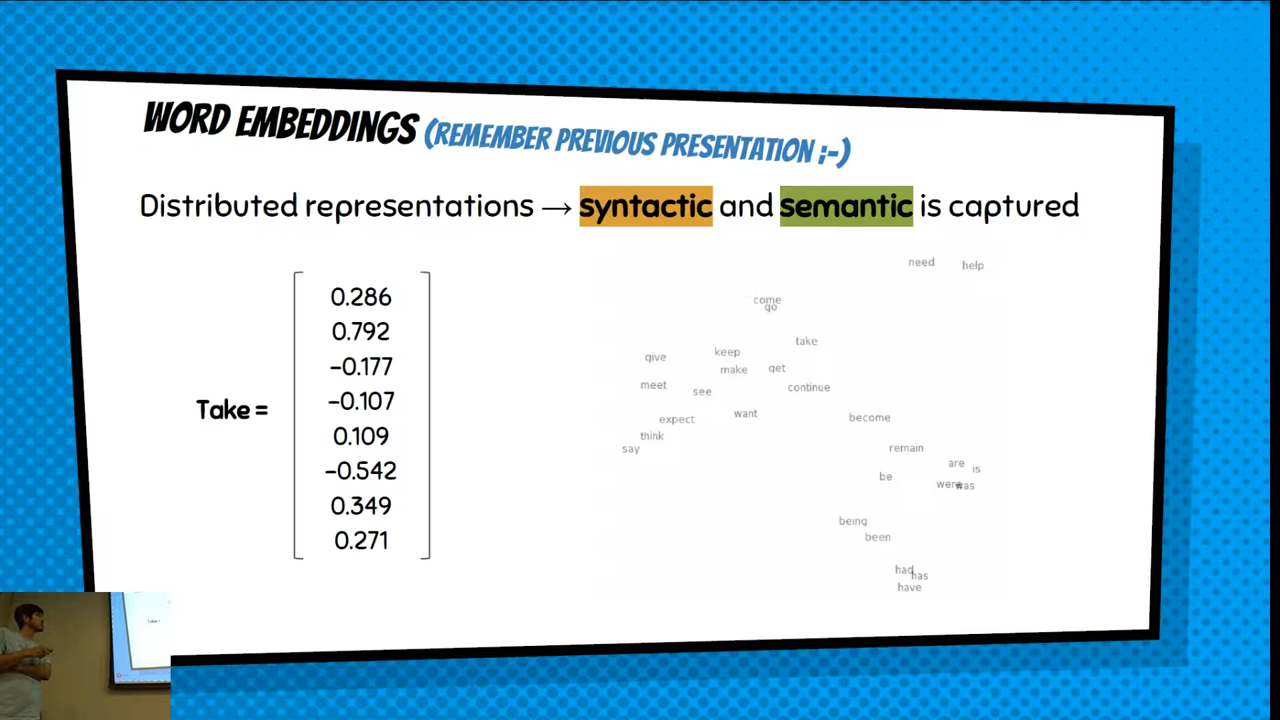 WORD EMBEDDINGS (REMEMBER PREVIOUS PRESENTATION ;-)
Distributed representations → syntactic and semantic is captured
Take =
0.286
0.792
-0.177
-0.107
0.109
-0.542
0.349
0.271
need
help
come
go
take
give
keep
make
get
meet
see
continue
expect
want
become
think
say
remain
are
is
be
were
was
being
been
had
has
have
Take =